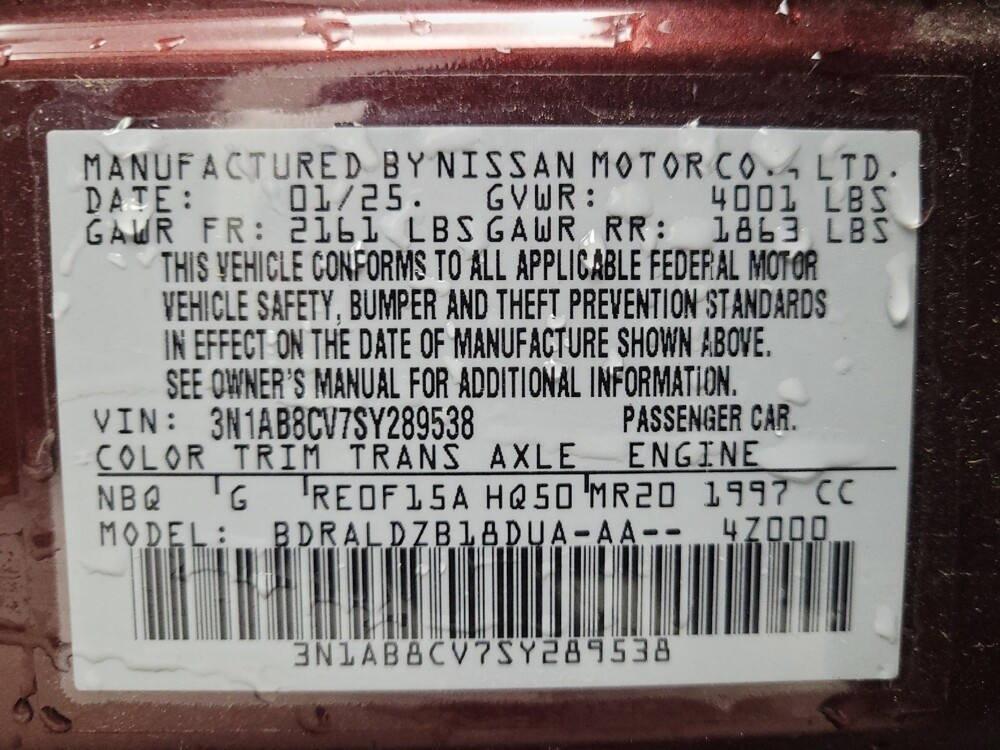 MANUFACTURED BY NISSAN MOTOR CO., LTD.
DATE: 01/25. GVWR: 4001 LBS
GAWR FR: 2161 LBS GAWR RR: 1863 LBS
THIS VEHICLE CONFORMS TO ALL APPLICABLE FEDERAL MOTOR
VEHICLE SAFETY, BUMPER AND THEFT PREVENTION STANDARDS
IN EFFECT ON THE DATE OF MANUFACTURE SHOWN ABOVE.
SEE OWNER'S MANUAL FOR ADDITIONAL INFORMATION.
VIN: 3N1AB8CV7SY289538 PASSENGER CAR.
COLOR TRIM TRANS AXLE ENGINE
NBQ G RE0F15A HQ50 MR20 1997 CC
MODEL: BDRALDZB18DUA-AA-- 4Z000
3N1AB8CV7SY289538